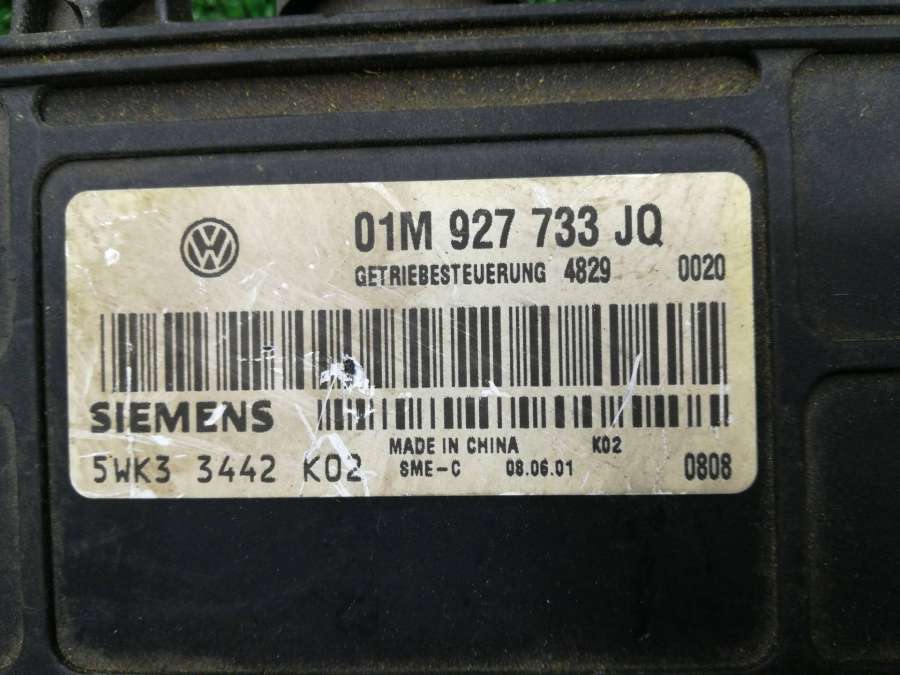 01M 927 733 JQ
GETRIEBESTEUERUNG 4829 0020
SIEMENS
MADE IN CHINA K02
5WK3 3442 K02 SME-C 08.06.01 0808